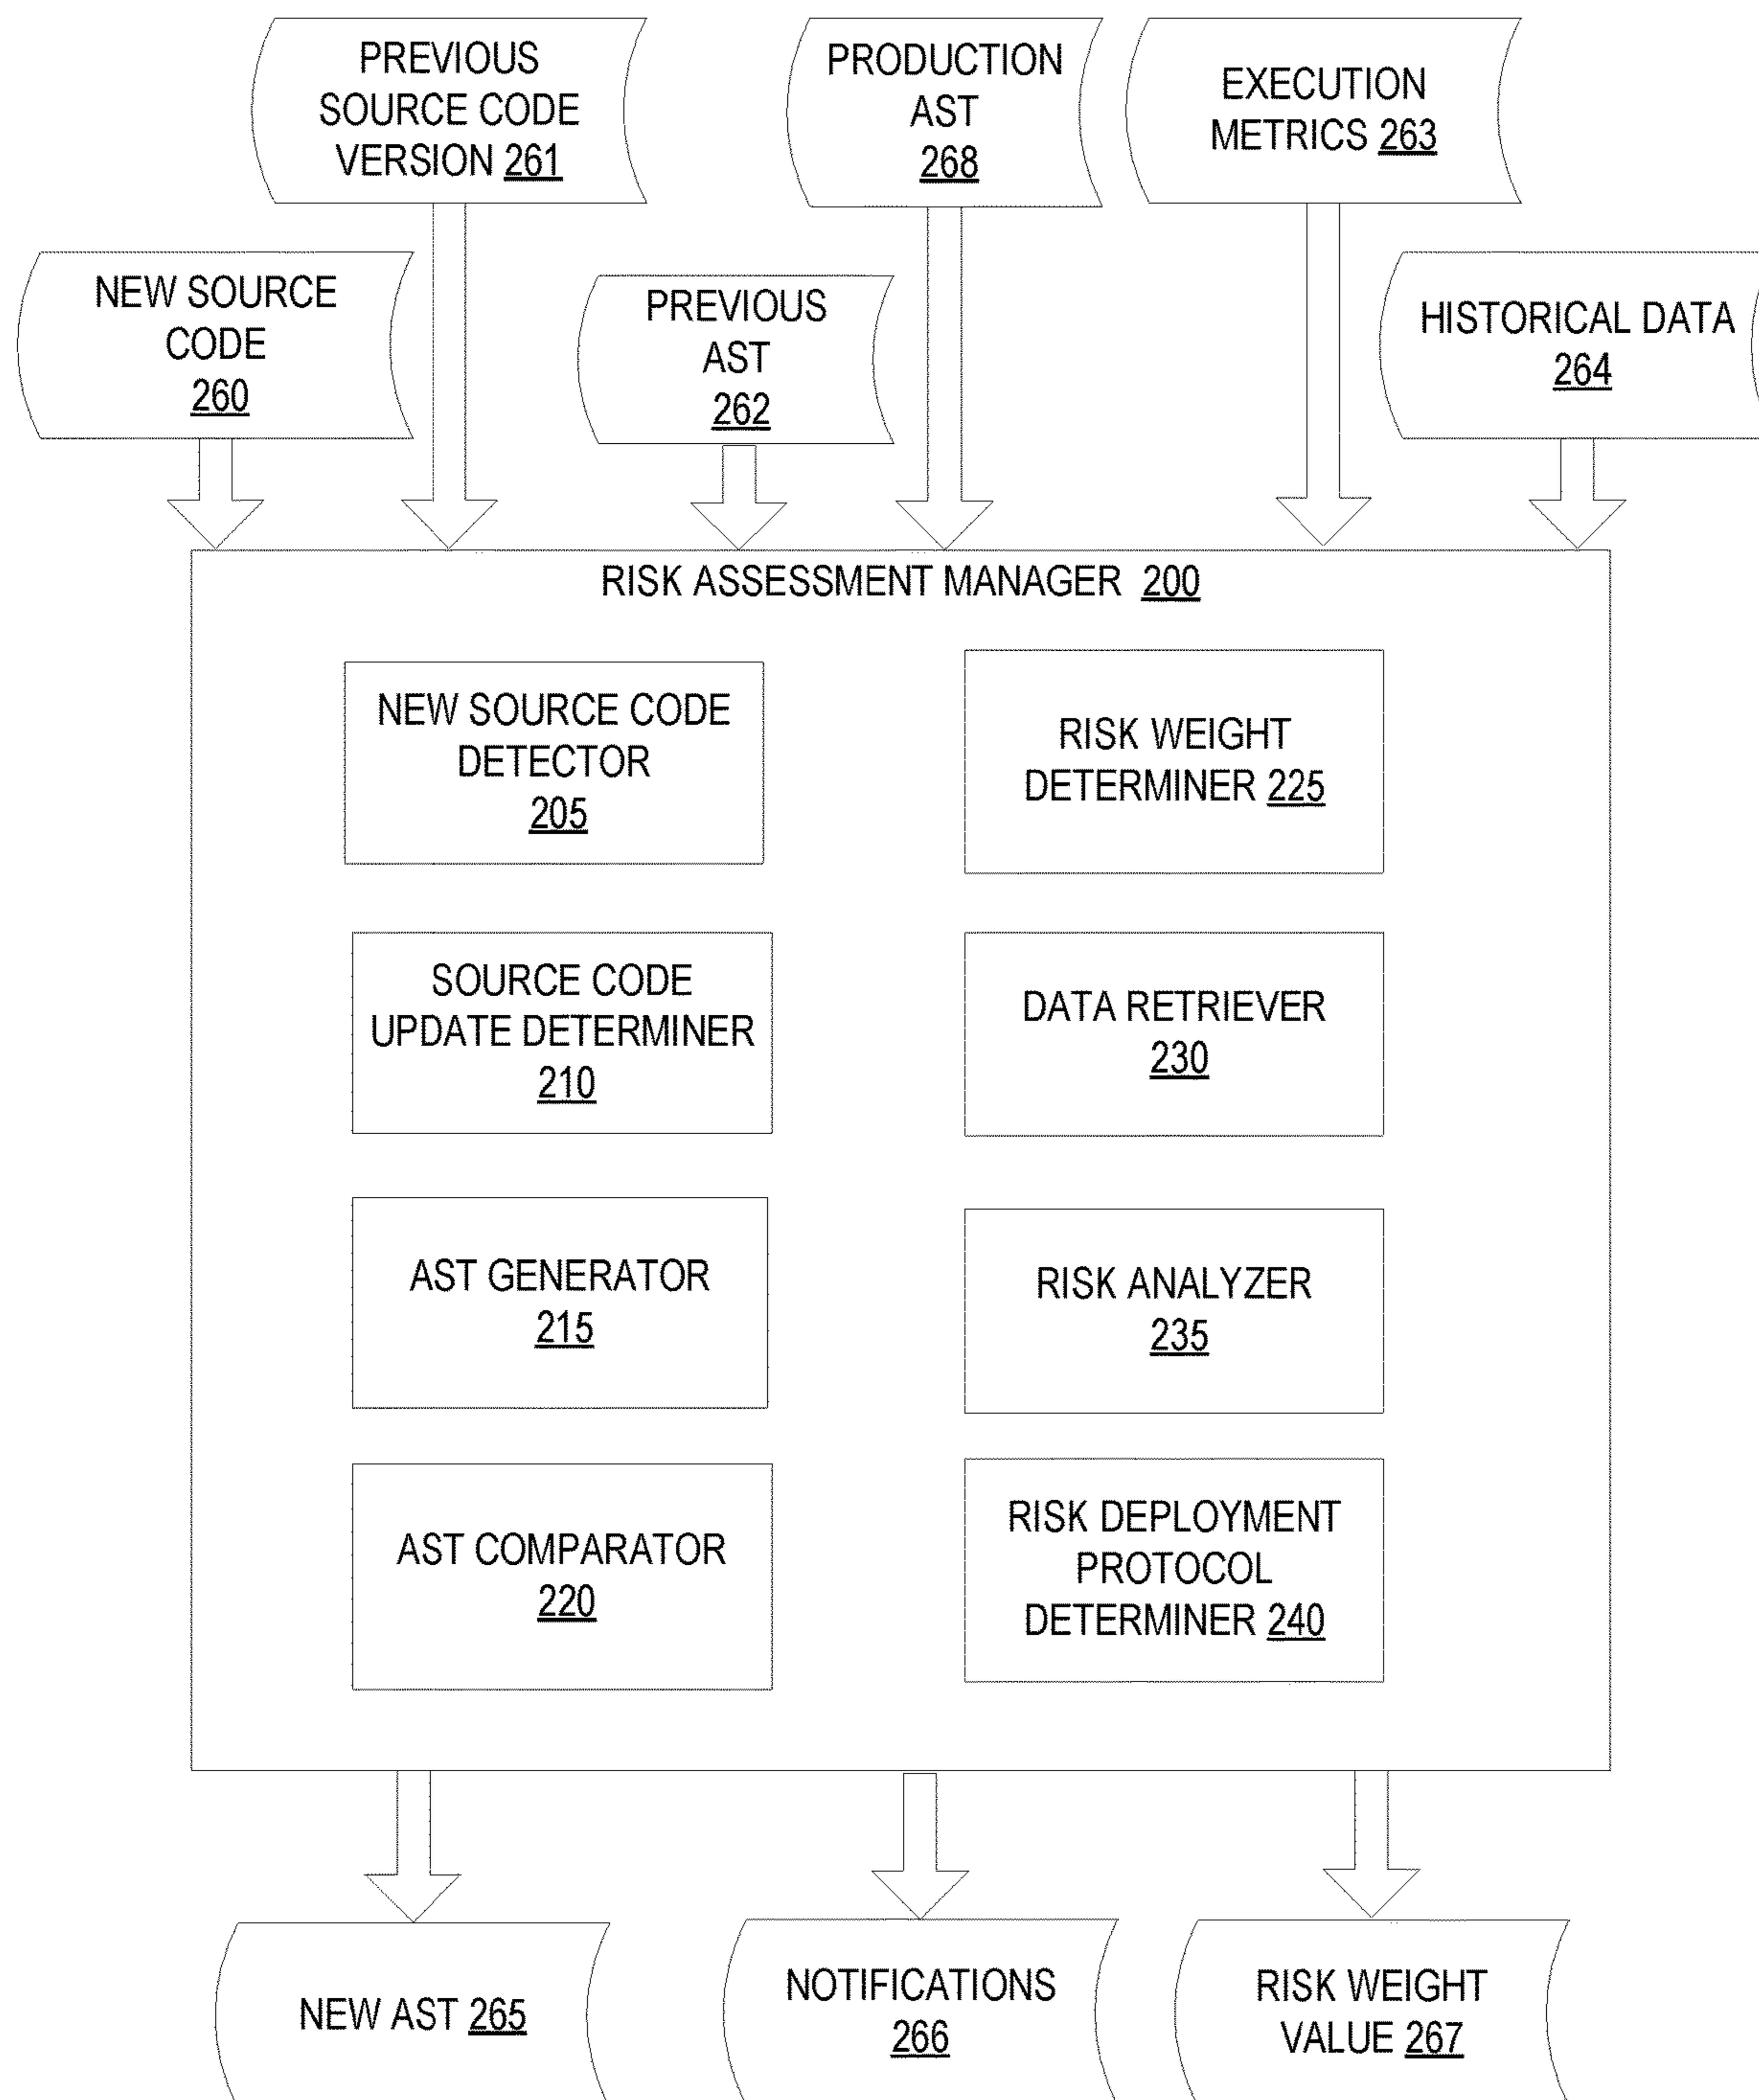 PREVIOUS
SOURCE CODE
VERSION 261
PRODUCTION
AST
268
EXECUTION
METRICS 263
NEW SOURCE
CODE
260
PREVIOUS
AST
262
HISTORICAL DATA
264
RISK ASSESSMENT MANAGER 200
NEW SOURCE CODE
DETECTOR
205
RISK WEIGHT
DETERMINER 225
SOURCE CODE
UPDATE DETERMINER
210
DATA RETRIEVER
230
AST GENERATOR
215
RISK ANALYZER
235
AST COMPARATOR
220
RISK DEPLOYMENT
PROTOCOL
DETERMINER 240
NEW AST 265
NOTIFICATIONS
266
RISK WEIGHT
VALUE 267